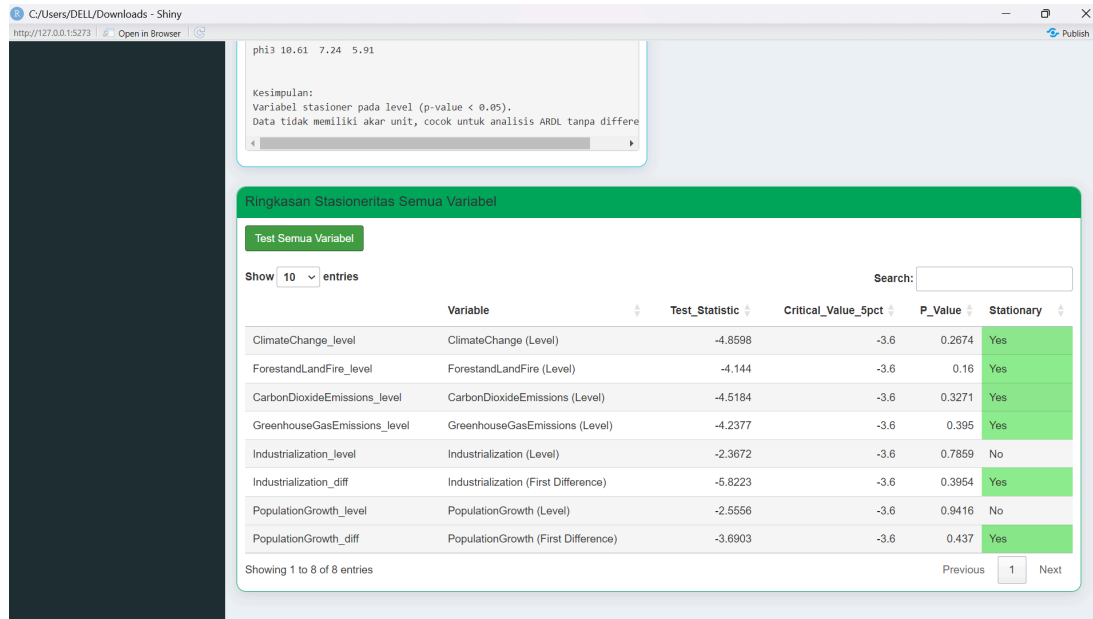 C:/Users/DELL/Downloads - Shiny
http://127.0.0.1:5273 Open in Browser Publish
phi3 10.61 7.24 5.91
Kesimpulan:
Variabel stasioner pada level (p-value < 0.05).
Data tidak memiliki akar unit, cocok untuk analisis ARDL tanpa differe
Ringkasan Stasioneritas Semua Variabel
Test Semua Variabel
Show 10 entries Search:
Variable Test_Statistic Critical_Value_5pct P_Value Stationary
ClimateChange_level ClimateChange (Level) -4.8598 -3.6 0.2674 Yes
ForestandLandFire_level ForestandLandFire (Level) -4.144 -3.6 0.16 Yes
CarbonDioxideEmissions_level CarbonDioxideEmissions (Level) -4.5184 -3.6 0.3271 Yes
GreenhouseGasEmissions_level GreenhouseGasEmissions (Level) -4.2377 -3.6 0.395 Yes
Industrialization_level Industrialization (Level) -2.3672 -3.6 0.7859 No
Industrialization_diff Industrialization (First Difference) -5.8223 -3.6 0.3954 Yes
PopulationGrowth_level PopulationGrowth (Level) -2.5556 -3.6 0.9416 No
PopulationGrowth_diff PopulationGrowth (First Difference) -3.6903 -3.6 0.437 Yes
Showing 1 to 8 of 8 entries Previous 1 Next